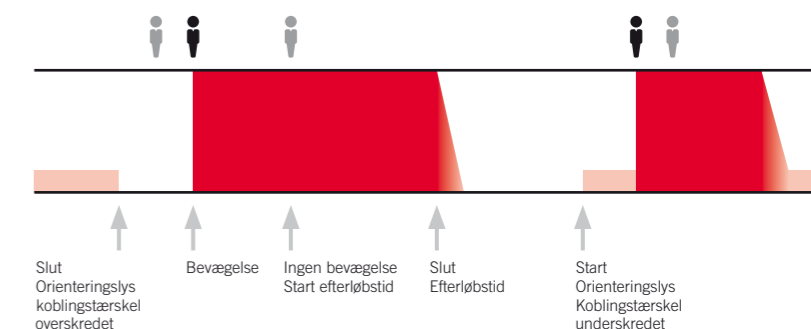 Slut
Orienteringslys
koblingstærskel
overskredet
Bevægelse
Ingen bevægelse
Start efterløbstid
Slut
Efterløbstid
Start
Orienteringslys
Koblingstærskel
underskredet